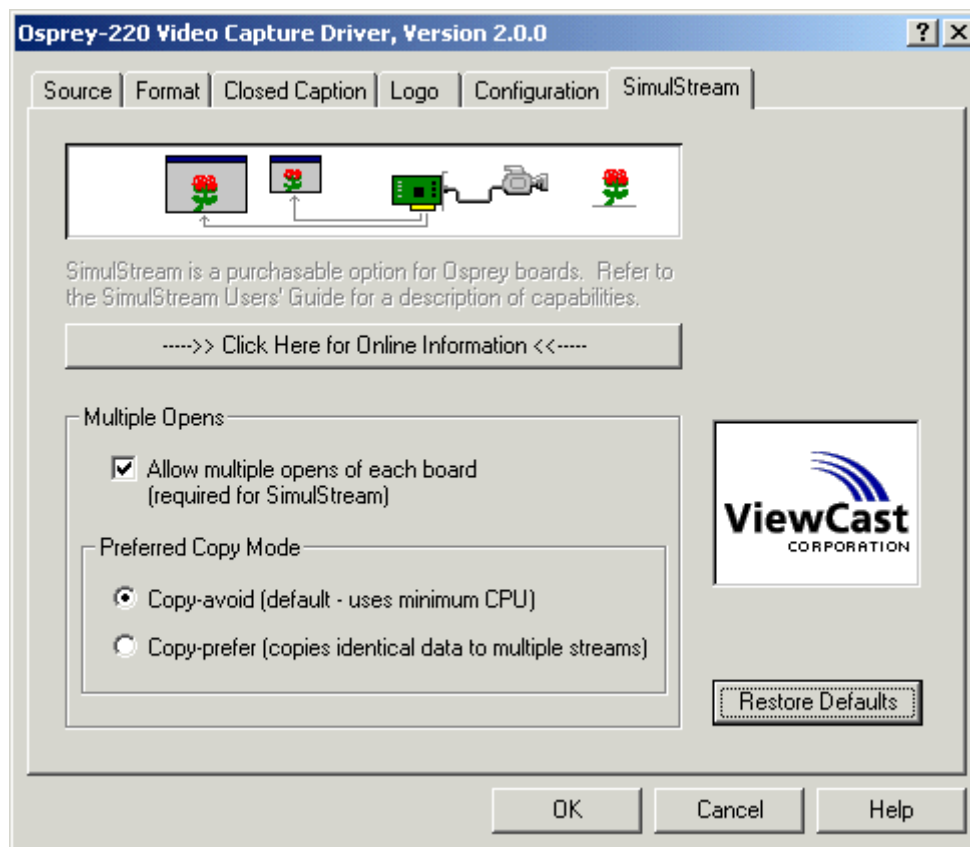 Osprey-220 Video Capture Driver, Version 2.0.0
Source Format Closed Caption Logo Configuration SimulStream
SimulStream is a purchasable option for Osprey boards. Refer to
the SimulStream Users' Guide for a description of capabilities.
----->> Click Here for Online Information <<-----
Multiple Opens
Allow multiple opens of each board
(required for SimulStream)
Preferred Copy Mode
Copy-avoid (default - uses minimum CPU)
Copy-prefer (copies identical data to multiple streams)
ViewCast
CORPORATION
Restore Defaults
OK Cancel Help